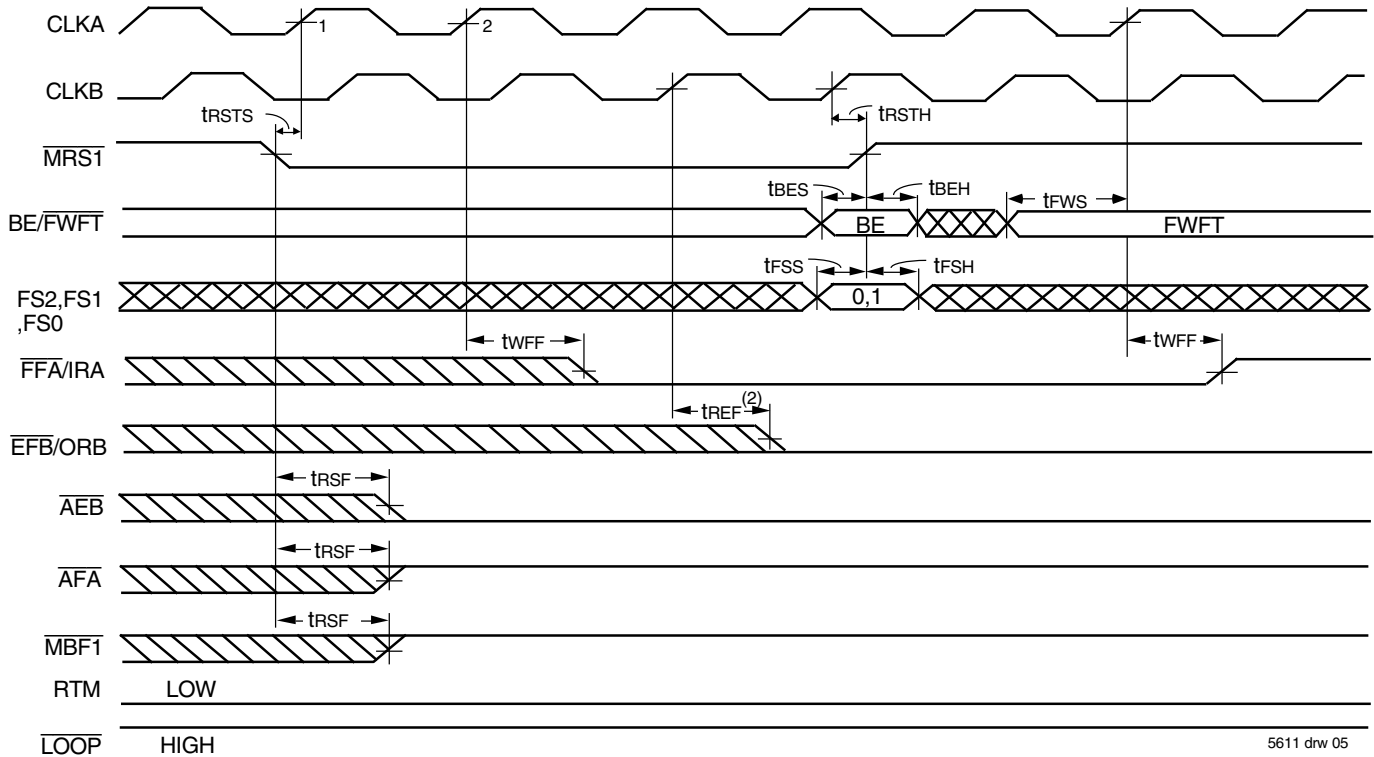 CLKA 1 2
CLKB
tRSTS tRSTH
MRS1
tBES tBEH tFWS
BE/FWFT BE FWFT
tFSS tFSH
FS2,FS1 0,1
,FS0
tWFF tWFF
FFA/IRA
tREF(2)
EFB/ORB
tRSF
AEB
tRSF
AFA
tRSF
MBF1
RTM LOW
LOOP HIGH
5611 drw 05